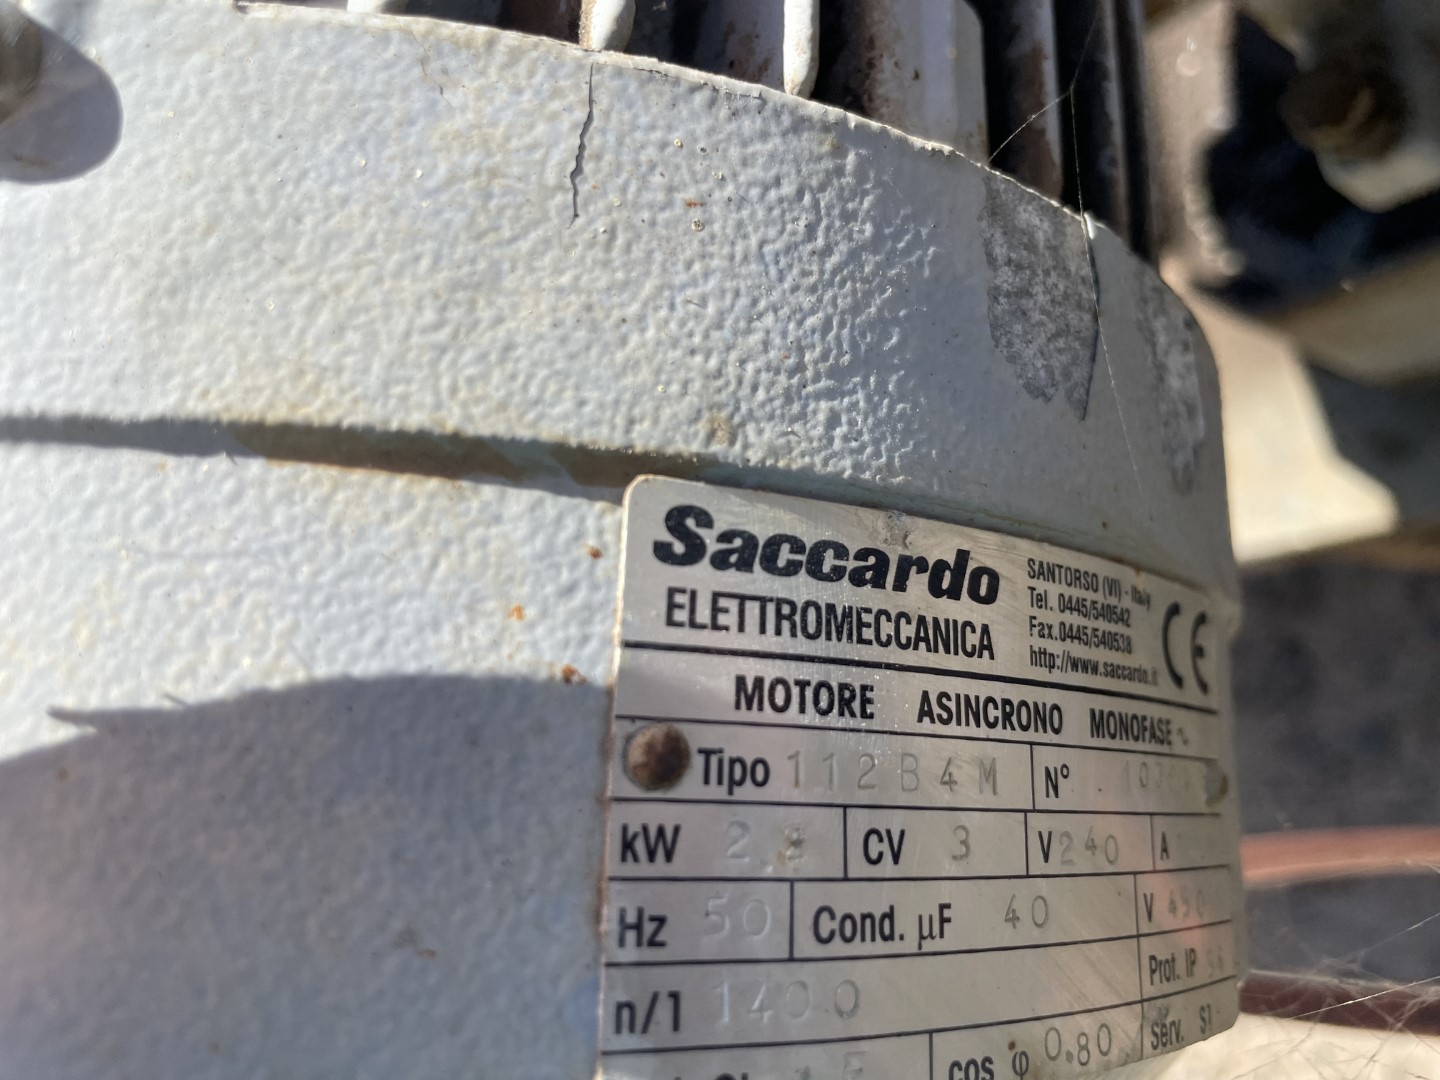 Saccardo
ELETTROMECCANICA
SANTORSO (VI) - Italy
Tel. 0445/540542
Fax.0445/540538
http://www.saccardo.it
CE
MOTORE ASINCRONO MONOFASE ~
Tipo 112B4M N°
kW CV 3 V 240 A
Hz 50 Cond. µF 40 V 450
n/1 1400 Prot. IP
cos φ 0.80 Serv. S1